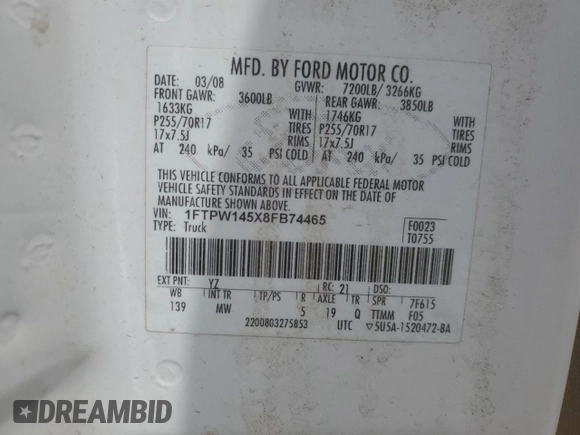 MFD. BY FORD MOTOR CO.
DATE: 03/08 GVWR: 7200LB/ 3266KG
FRONT GAWR: 3600LB REAR GAWR: 3850LB
1633KG WITH 1746KG WITH
P255/70R17 TIRES P255/70R17 TIRES
17x7.5J RIMS 17x7.5J RIMS
AT 240 kPa/ 35 PSI COLD AT 240 kPa/ 35 PSI COLD
THIS VEHICLE CONFORMS TO ALL APPLICABLE FEDERAL MOTOR
VEHICLE SAFETY STANDARDS IN EFFECT ON THE DATE OF
MANUFACTURE SHOWN ABOVE.
VIN: 1FTPW145X8FB74465 F0023
TYPE: Truck T0755
EXT PNT: YZ RC: 21 DSO:
WB INT TR TP/PS R AXLE TR SPR 7F615
139 MW 5 19 Q TTMM F05
2200803275853 UTC ▽5U5A-1520472-BA
DREAMBID